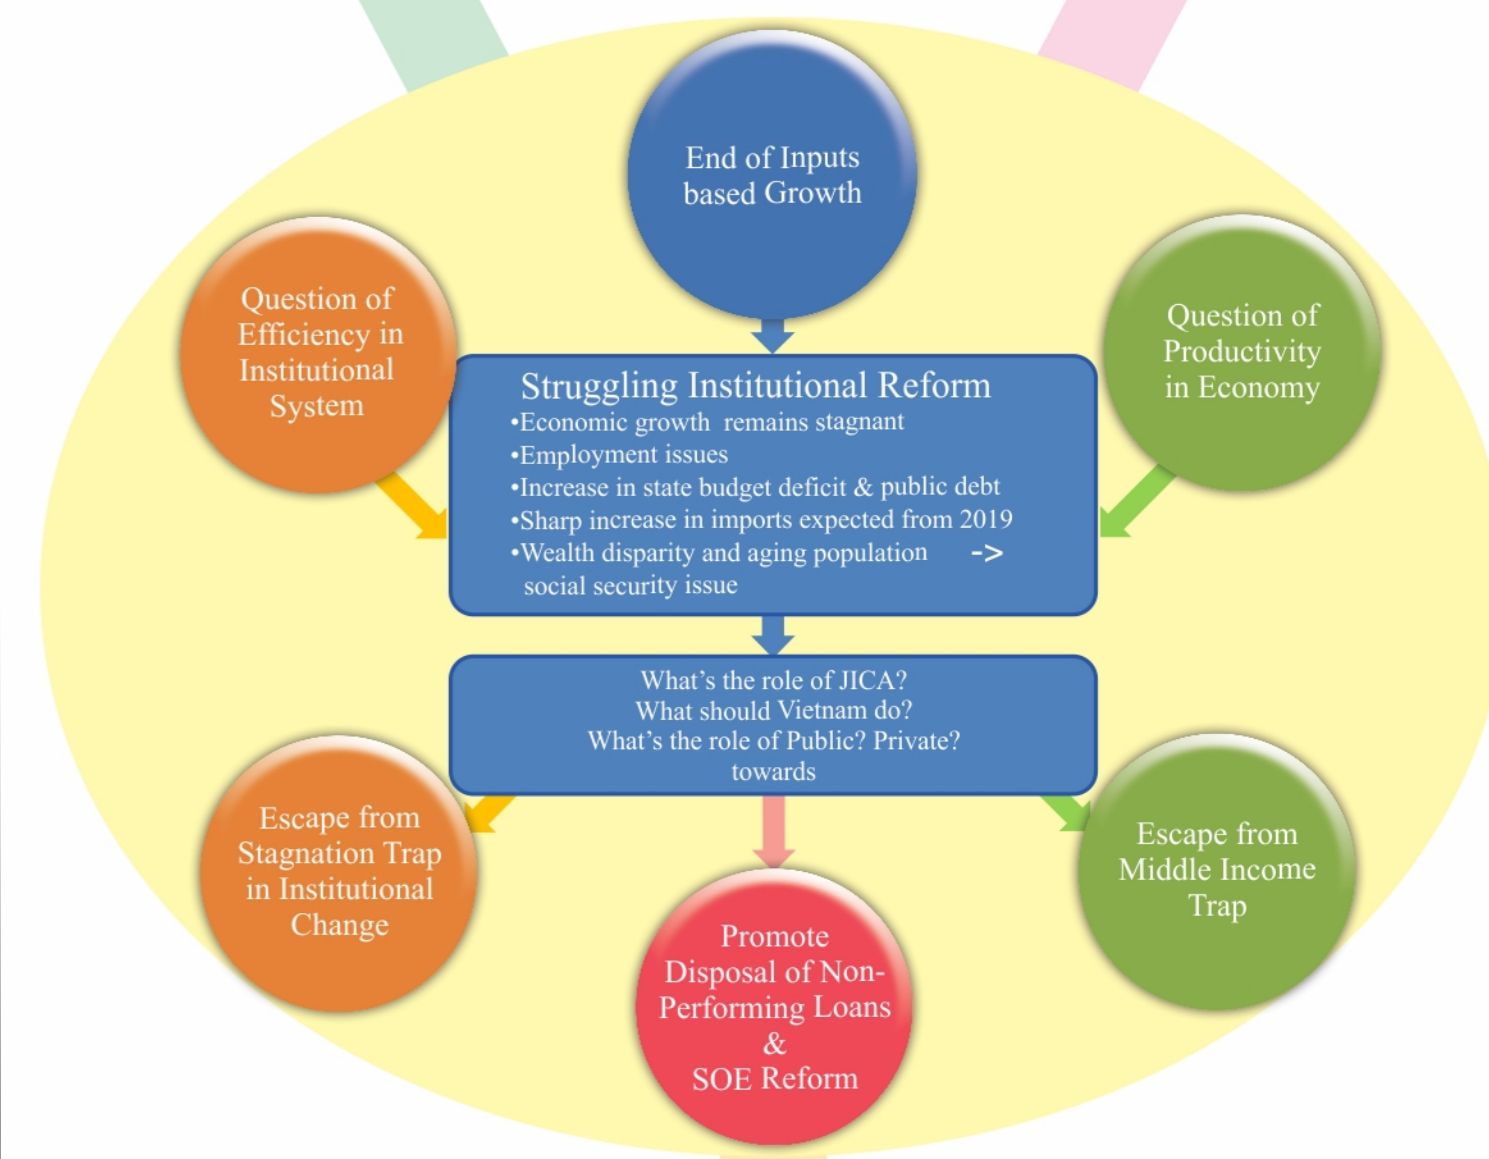 End of Inputs
based Growth
Question of
Efficiency in
Institutional
System
Question of
Productivity
in Economy
Struggling Institutional Reform
•Economic growth remains stagnant
•Employment issues
•Increase in state budget deficit & public debt
•Sharp increase in imports expected from 2019
•Wealth disparity and aging population ->
social security issue
What's the role of JICA?
What should Vietnam do?
What's the role of Public? Private?
towards
Escape from
Stagnation Trap
in Institutional
Change
Promote
Disposal of Non-
Performing Loans
&
SOE Reform
Escape from
Middle Income
Trap